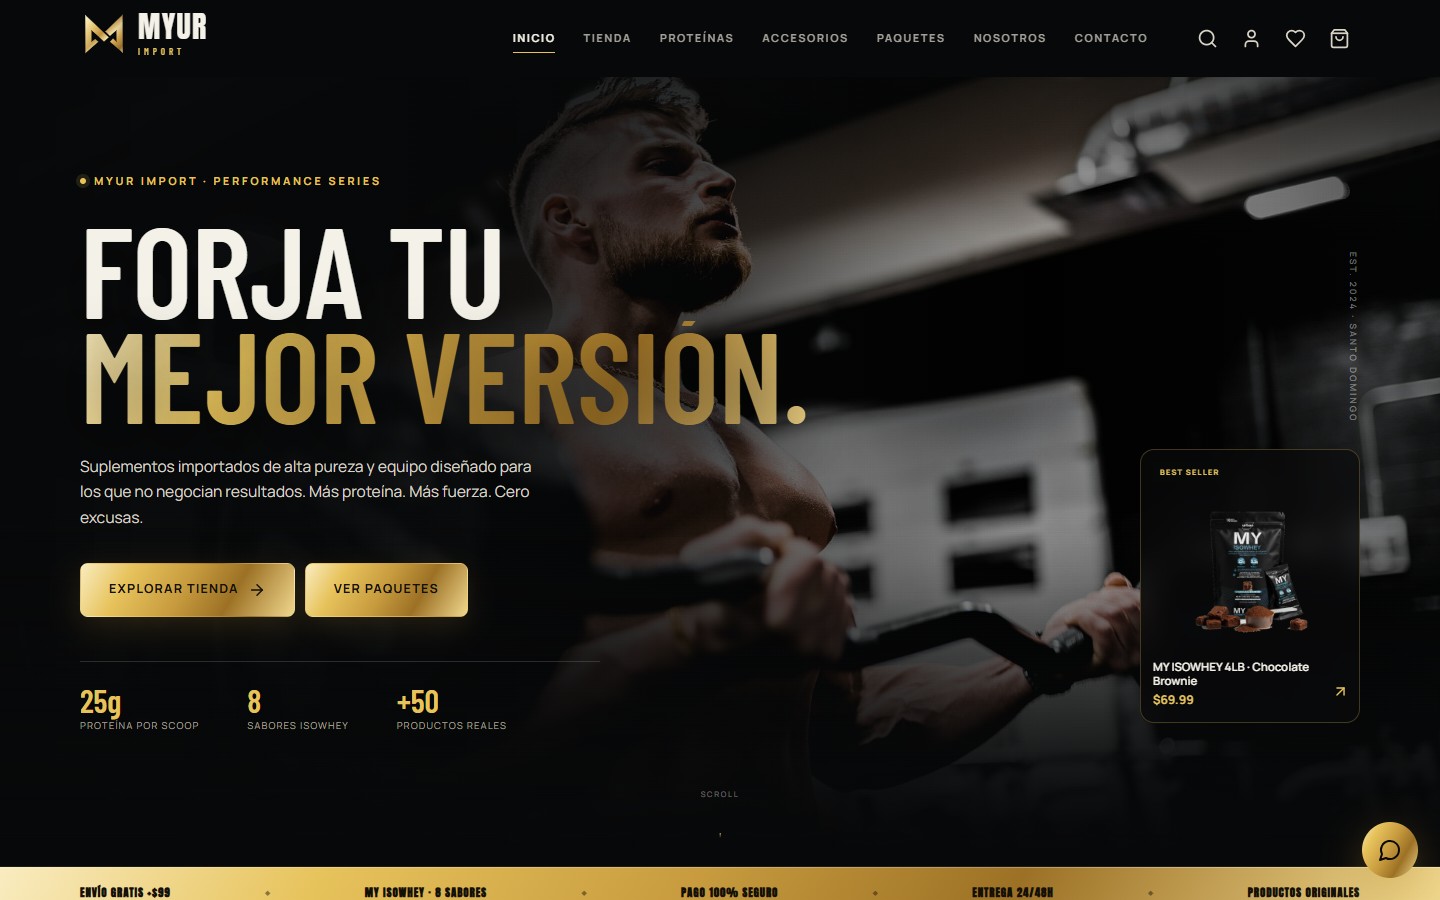 MYUR
IMPORT
INICIO
TIENDA
PROTEÍNAS
ACCESORIOS
PAQUETES
NOSOTROS
CONTACTO
MYUR IMPORT · PERFORMANCE SERIES
FORJA TU
MEJOR VERSIÓN.
Suplementos importados de alta pureza y equipo diseñado para
los que no negocian resultados. Más proteína. Más fuerza. Cero
excusas.
EXPLORAR TIENDA
VER PAQUETES
25g
PROTEÍNA POR SCOOP
8
SABORES ISOWHEY
+50
PRODUCTOS REALES
EST. 2024 · SANTO DOMINGO
BEST SELLER
MY
ISOWHEY
MY
MY
MY ISOWHEY 4LB · Chocolate
Brownie
$69.99
SCROLL
ENVÍO GRATIS +$99
MY ISOWHEY · 8 SABORES
PAGO 100% SEGURO
ENTREGA 24/48H
PRODUCTOS ORIGINALES